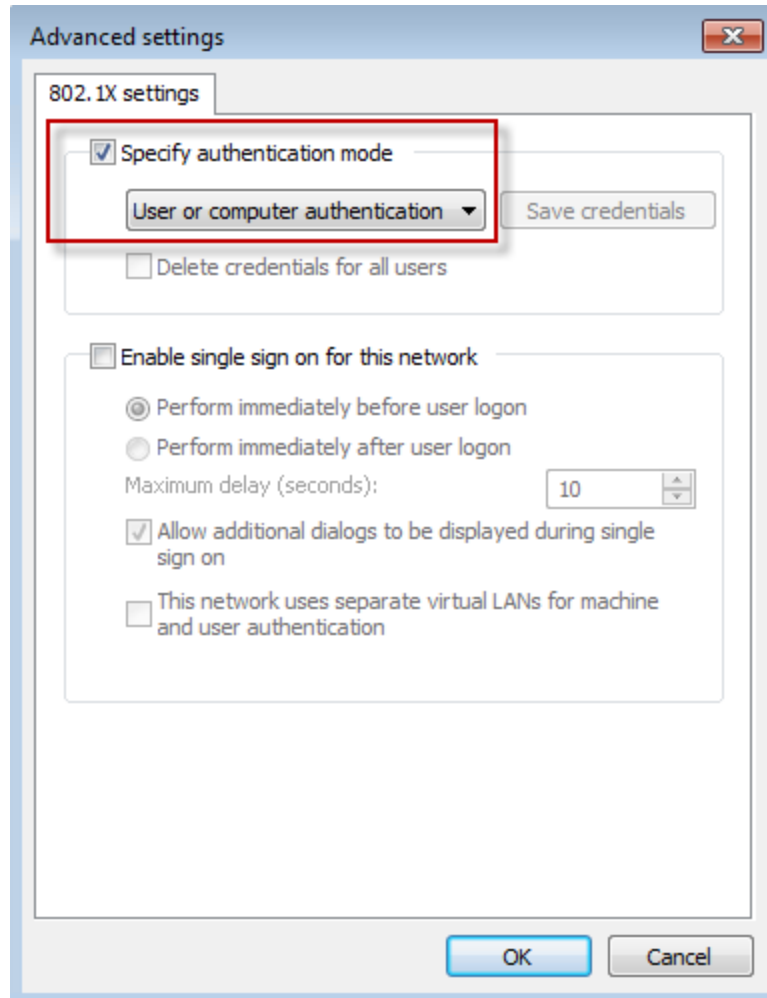 Advanced settings
802.1X settings
Specify authentication mode
User or computer authentication
Save credentials
Delete credentials for all users
Enable single sign on for this network
Perform immediately before user logon
Perform immediately after user logon
Maximum delay (seconds):
10
Allow additional dialogs to be displayed during single
sign on
This network uses separate virtual LANs for machine
and user authentication
OK
Cancel